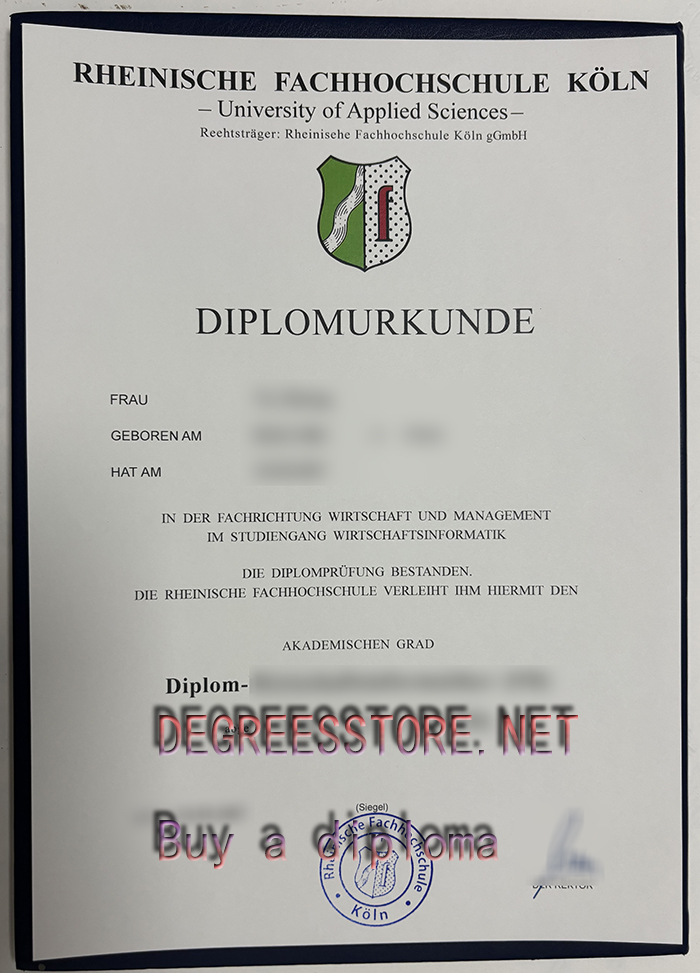 RHEINISCHE FACHHOCHSCHULE KÖLN
– University of Applied Sciences –
Reehtsträger: Rheinisehe Fachhochschule Köln gGmbH
f
DIPLOMURKUNDE
FRAU
GEBOREN AM
HAT AM
IN DER FACHRICHTUNG WIRTSCHAFT UND MANAGEMENT
IM STUDIENGANG WIRTSCHAFTSINFORMATIK
DIE DIPLOMPRÜFUNG BESTANDEN.
DIE RHEINISCHE FACHHOCHSCHULE VERLEIHT IHM HIERMIT DEN
AKADEMISCHEN GRAD
Diplom-
DEGREESSTORE.NET
(Siegel)
Buy a diploma
Rheinische Fachhochschule
Köln
DER REKTOR